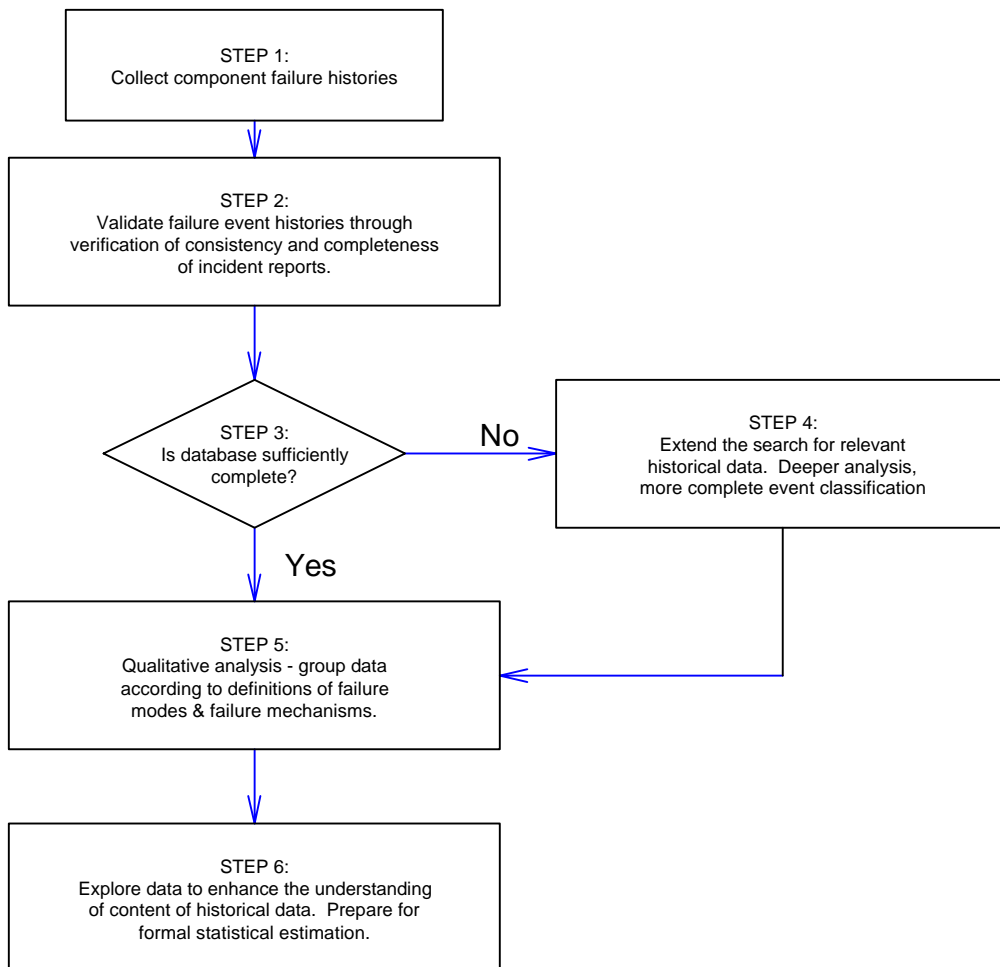 STEP 1:
Collect component failure histories
STEP 2:
Validate failure event histories through
verification of consistency and completeness
of incident reports.
STEP 3:
Is database sufficiently
complete?
No
STEP 4:
Extend the search for relevant
historical data.  Deeper analysis,
more complete event classification
Yes
STEP 5:
Qualitative analysis - group data
according to definitions of failure
modes & failure mechanisms.
STEP 6:
Explore data to enhance the understanding
of content of historical data.  Prepare for
formal statistical estimation.